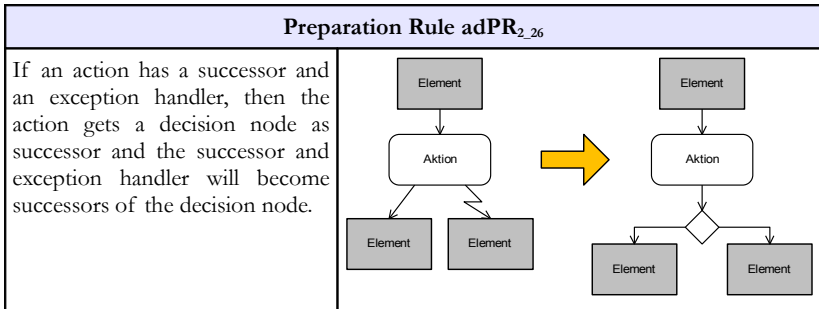 Preparation Rule adPR2_26
If an action has a successor and
an exception handler, then the
action gets a decision node as
successor and the successor and
exception handler will become
successors of the decision node.
Element
Aktion
Element
Element
Element
Aktion
Element
Element